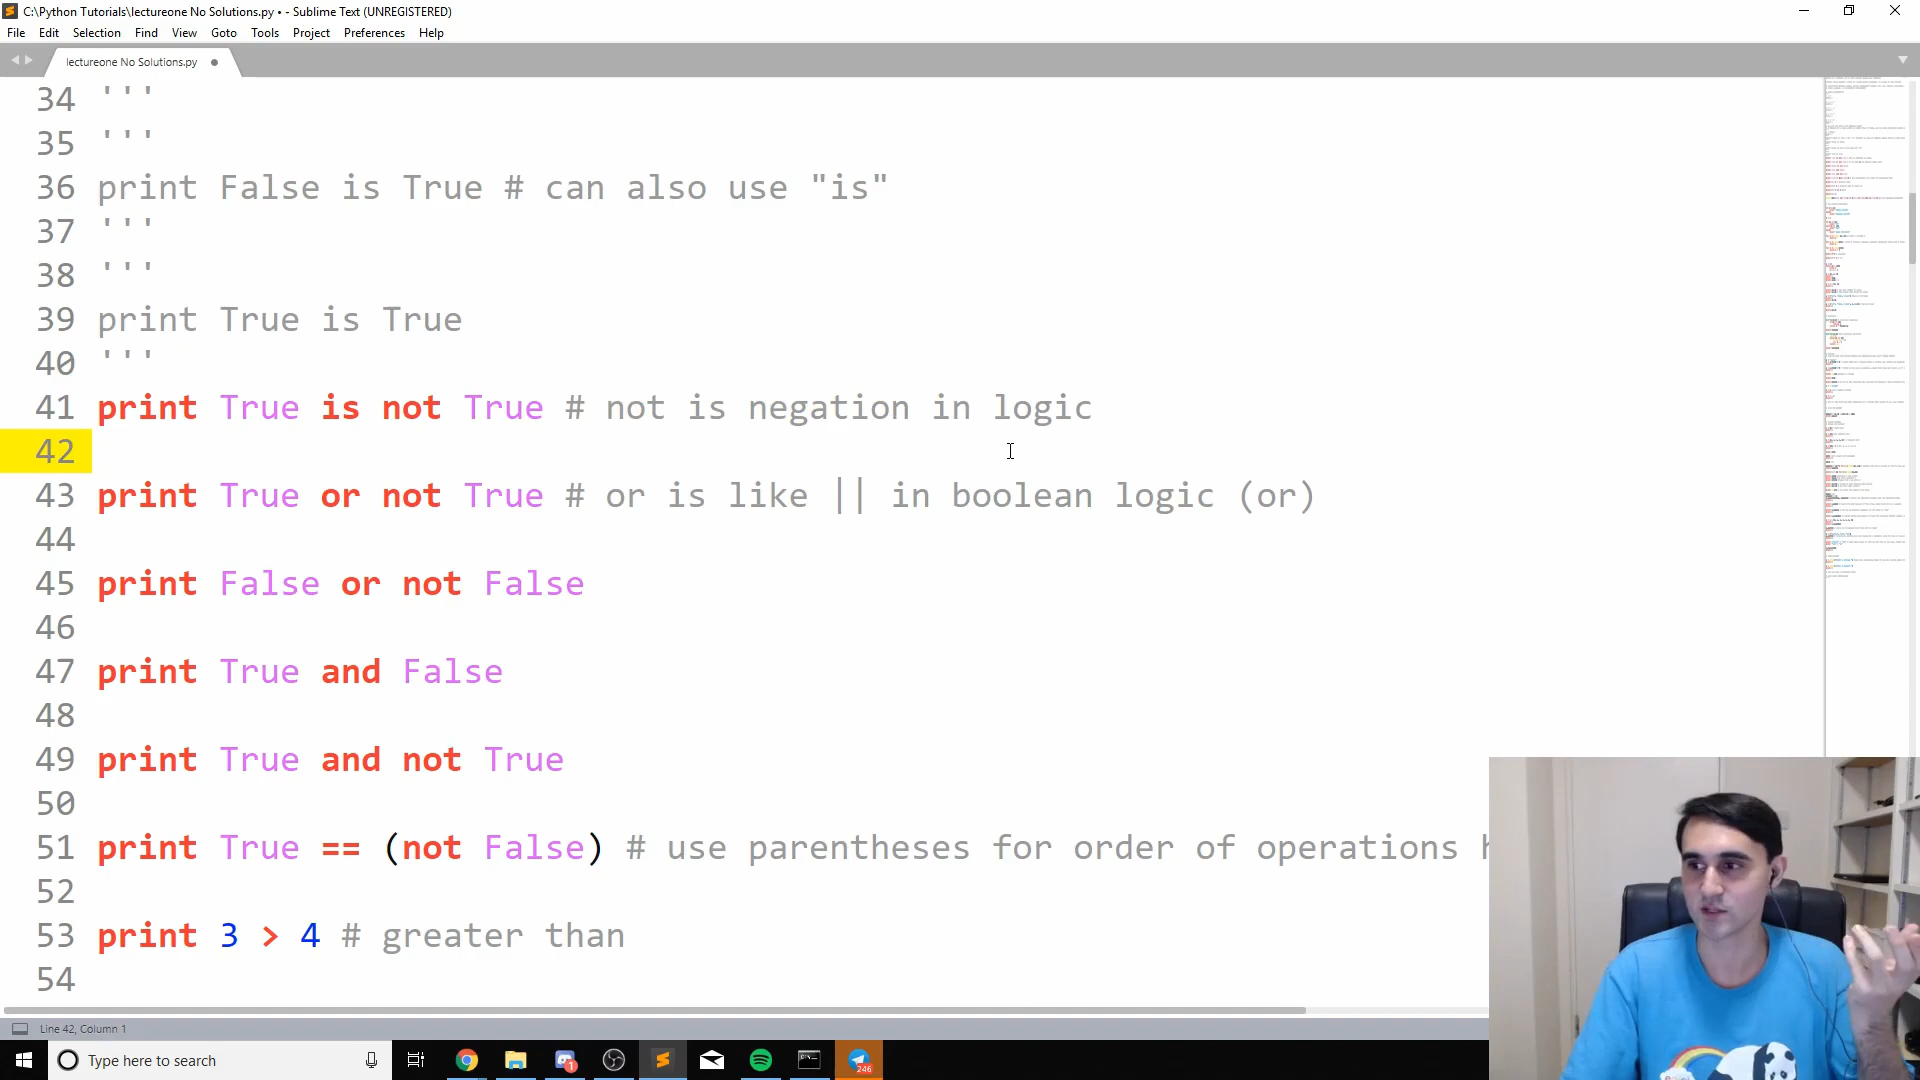 C:\Python Tutorials\lectureone No Solutions.py • - Sublime Text (UNREGISTERED)
File Edit Selection Find View Goto Tools Project Preferences Help
lectureone No Solutions.py
34 '''
35 '''
36 print False is True # can also use "is"
37 '''
38 '''
39 print True is True
40 '''
41 print True is not True # not is negation in logic
42
43 print True or not True # or is like || in boolean logic (or)
44
45 print False or not False
46
47 print True and False
48
49 print True and not True
50
51 print True == (not False) # use parentheses for order of operations
52
53 print 3 > 4 # greater than
54
Line 42, Column 1
Type here to search
1
246